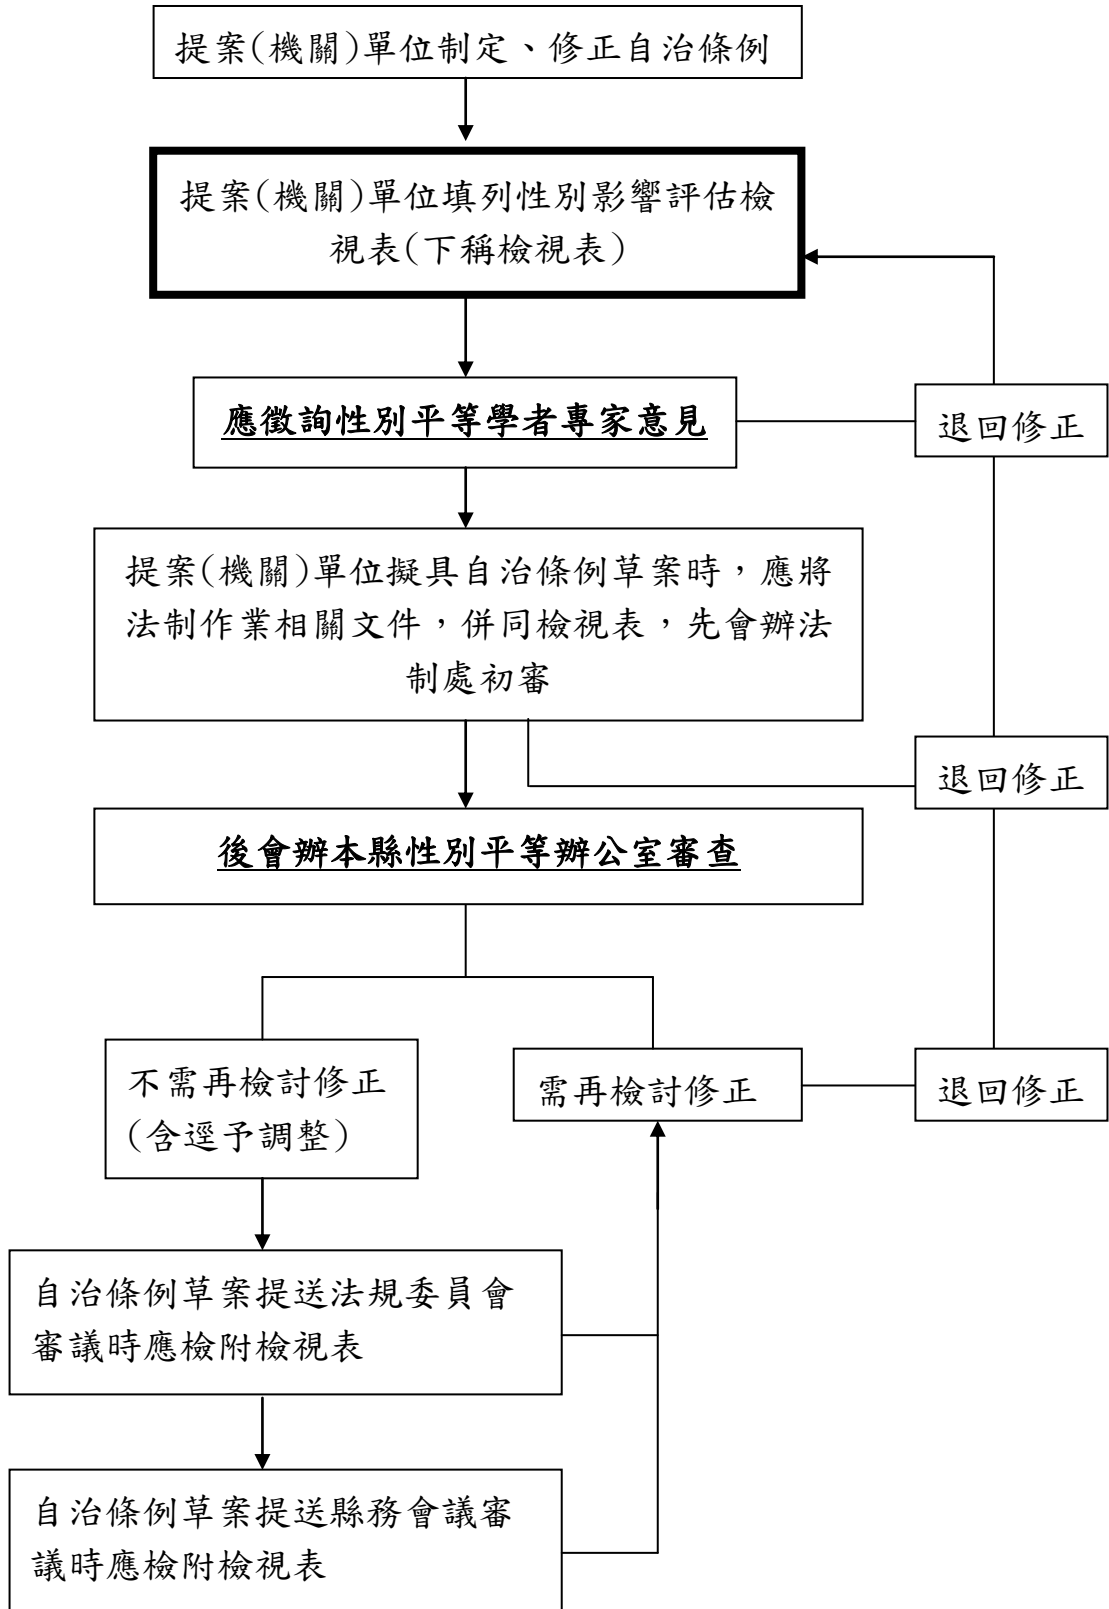 提案(機關)單位制定、修正自治條例
提案(機關)單位填列性別影響評估檢
視表(下稱檢視表)
應徵詢性別平等學者專家意見
退回修正
提案(機關)單位擬具自治條例草案時，應將
法制作業相關文件，併同檢視表，先會辦法
制處初審
退回修正
後會辦本縣性別平等辦公室審查
不需再檢討修正
(含逕予調整)
需再檢討修正
退回修正
自治條例草案提送法規委員會
審議時應檢附檢視表
自治條例草案提送縣務會議審
議時應檢附檢視表